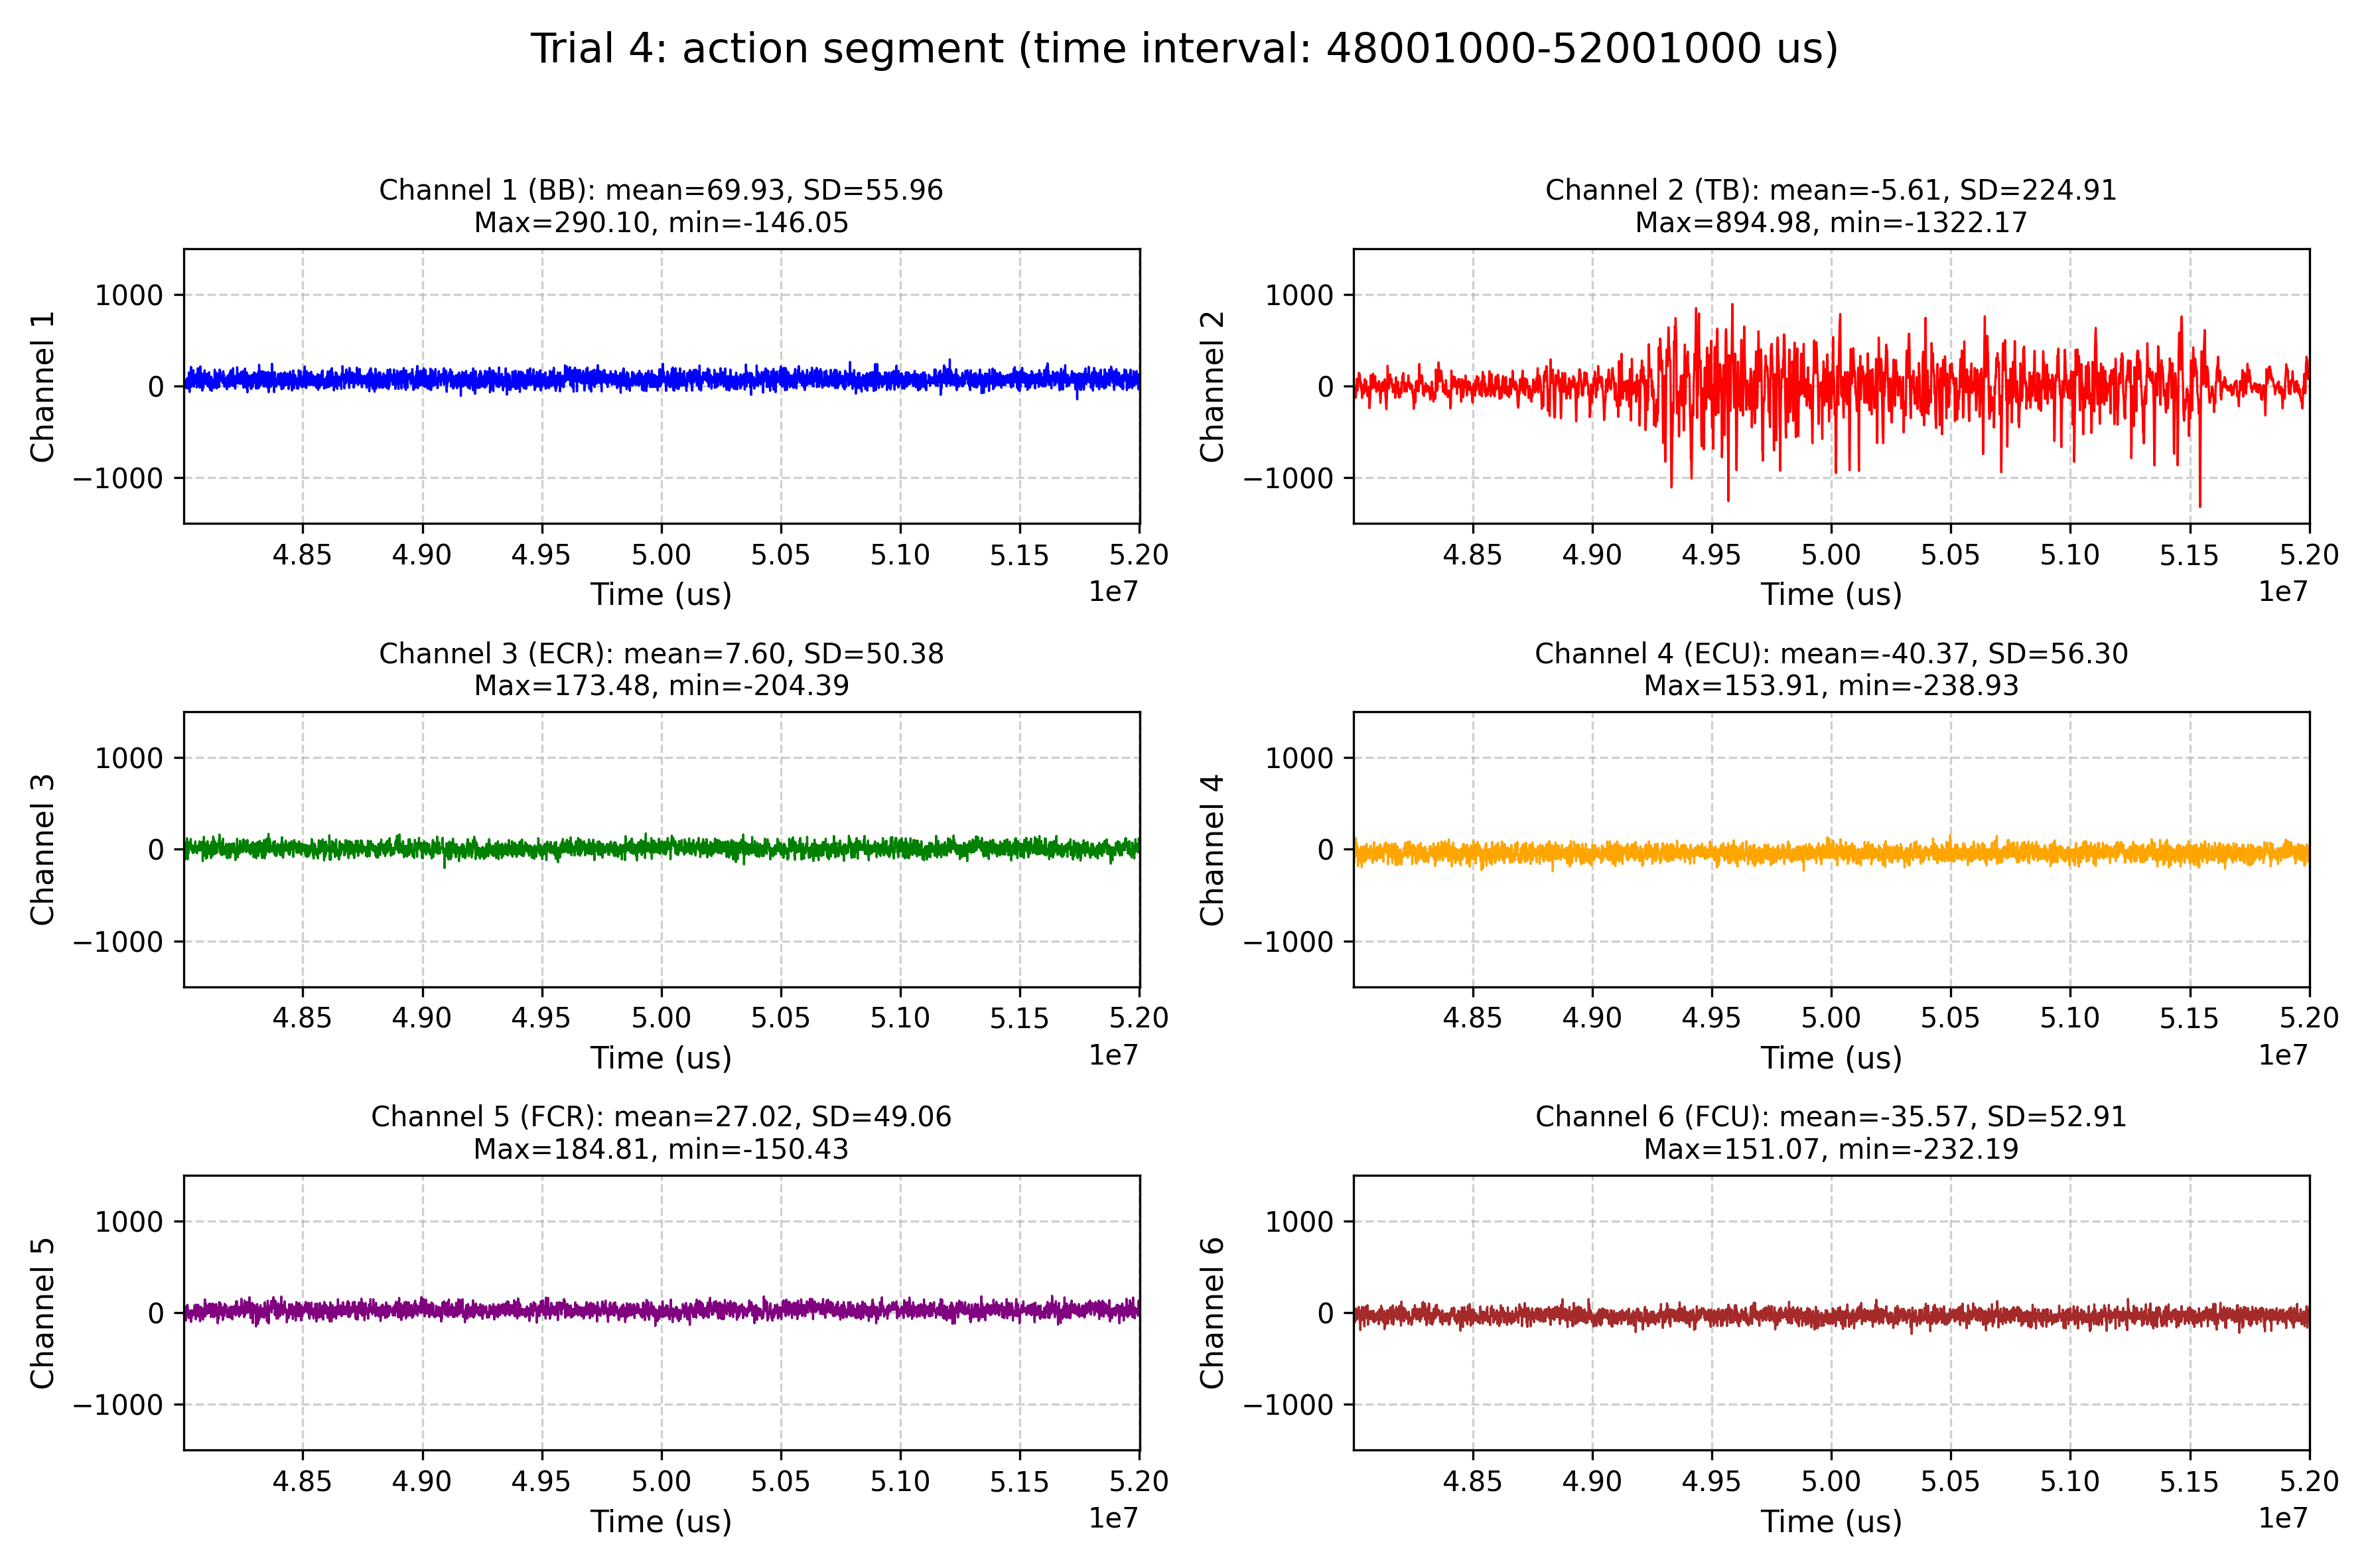 Trial 4: action segment (time interval: 48001000-52001000 us)
Channel 1 (BB): mean=69.93, SD=55.96
Max=290.10, min=-146.05
Channel 1
1000
0
−1000
4.85 4.90 4.95 5.00 5.05 5.10 5.15 5.20
1e7
Time (us)
Channel 2 (TB): mean=-5.61, SD=224.91
Max=894.98, min=-1322.17
Channel 2
1000
0
−1000
4.85 4.90 4.95 5.00 5.05 5.10 5.15 5.20
1e7
Time (us)
Channel 3 (ECR): mean=7.60, SD=50.38
Max=173.48, min=-204.39
Channel 3
1000
0
−1000
4.85 4.90 4.95 5.00 5.05 5.10 5.15 5.20
1e7
Time (us)
Channel 4 (ECU): mean=-40.37, SD=56.30
Max=153.91, min=-238.93
Channel 4
1000
0
−1000
4.85 4.90 4.95 5.00 5.05 5.10 5.15 5.20
1e7
Time (us)
Channel 5 (FCR): mean=27.02, SD=49.06
Max=184.81, min=-150.43
Channel 5
1000
0
−1000
4.85 4.90 4.95 5.00 5.05 5.10 5.15 5.20
1e7
Time (us)
Channel 6 (FCU): mean=-35.57, SD=52.91
Max=151.07, min=-232.19
Channel 6
1000
0
−1000
4.85 4.90 4.95 5.00 5.05 5.10 5.15 5.20
1e7
Time (us)